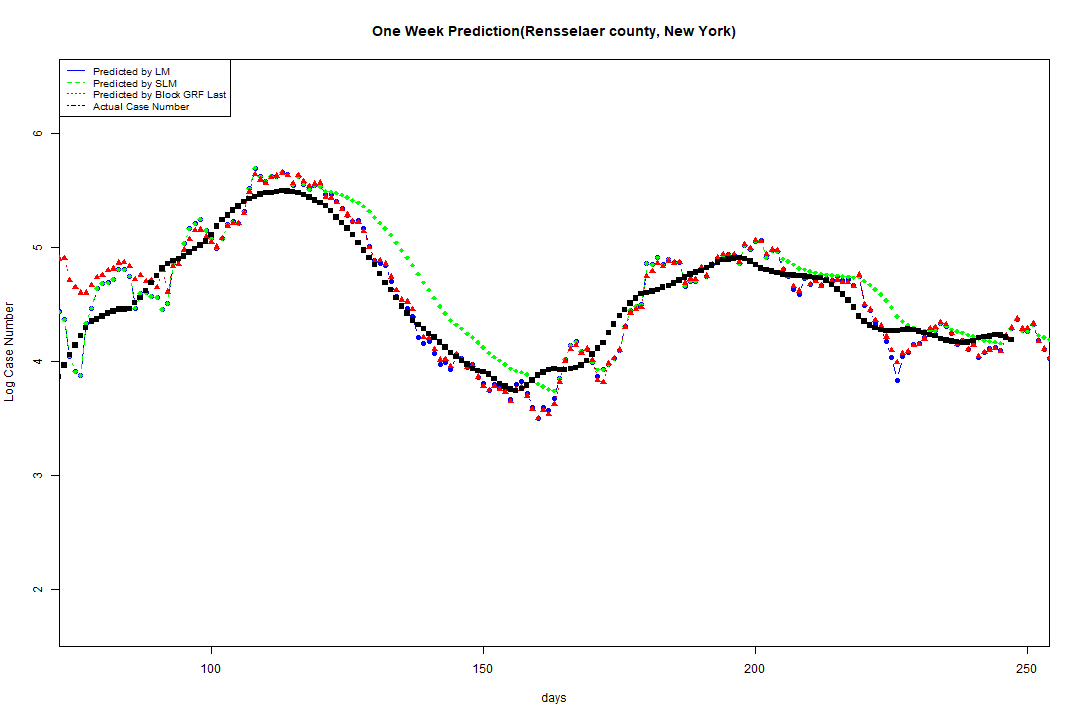 One Week Prediction(Rensselaer county, New York)
Predicted by LM
Predicted by SLM
Predicted by Block GRF Last
Actual Case Number
6
5
4
3
2
Log Case Number
100
150
200
250
days